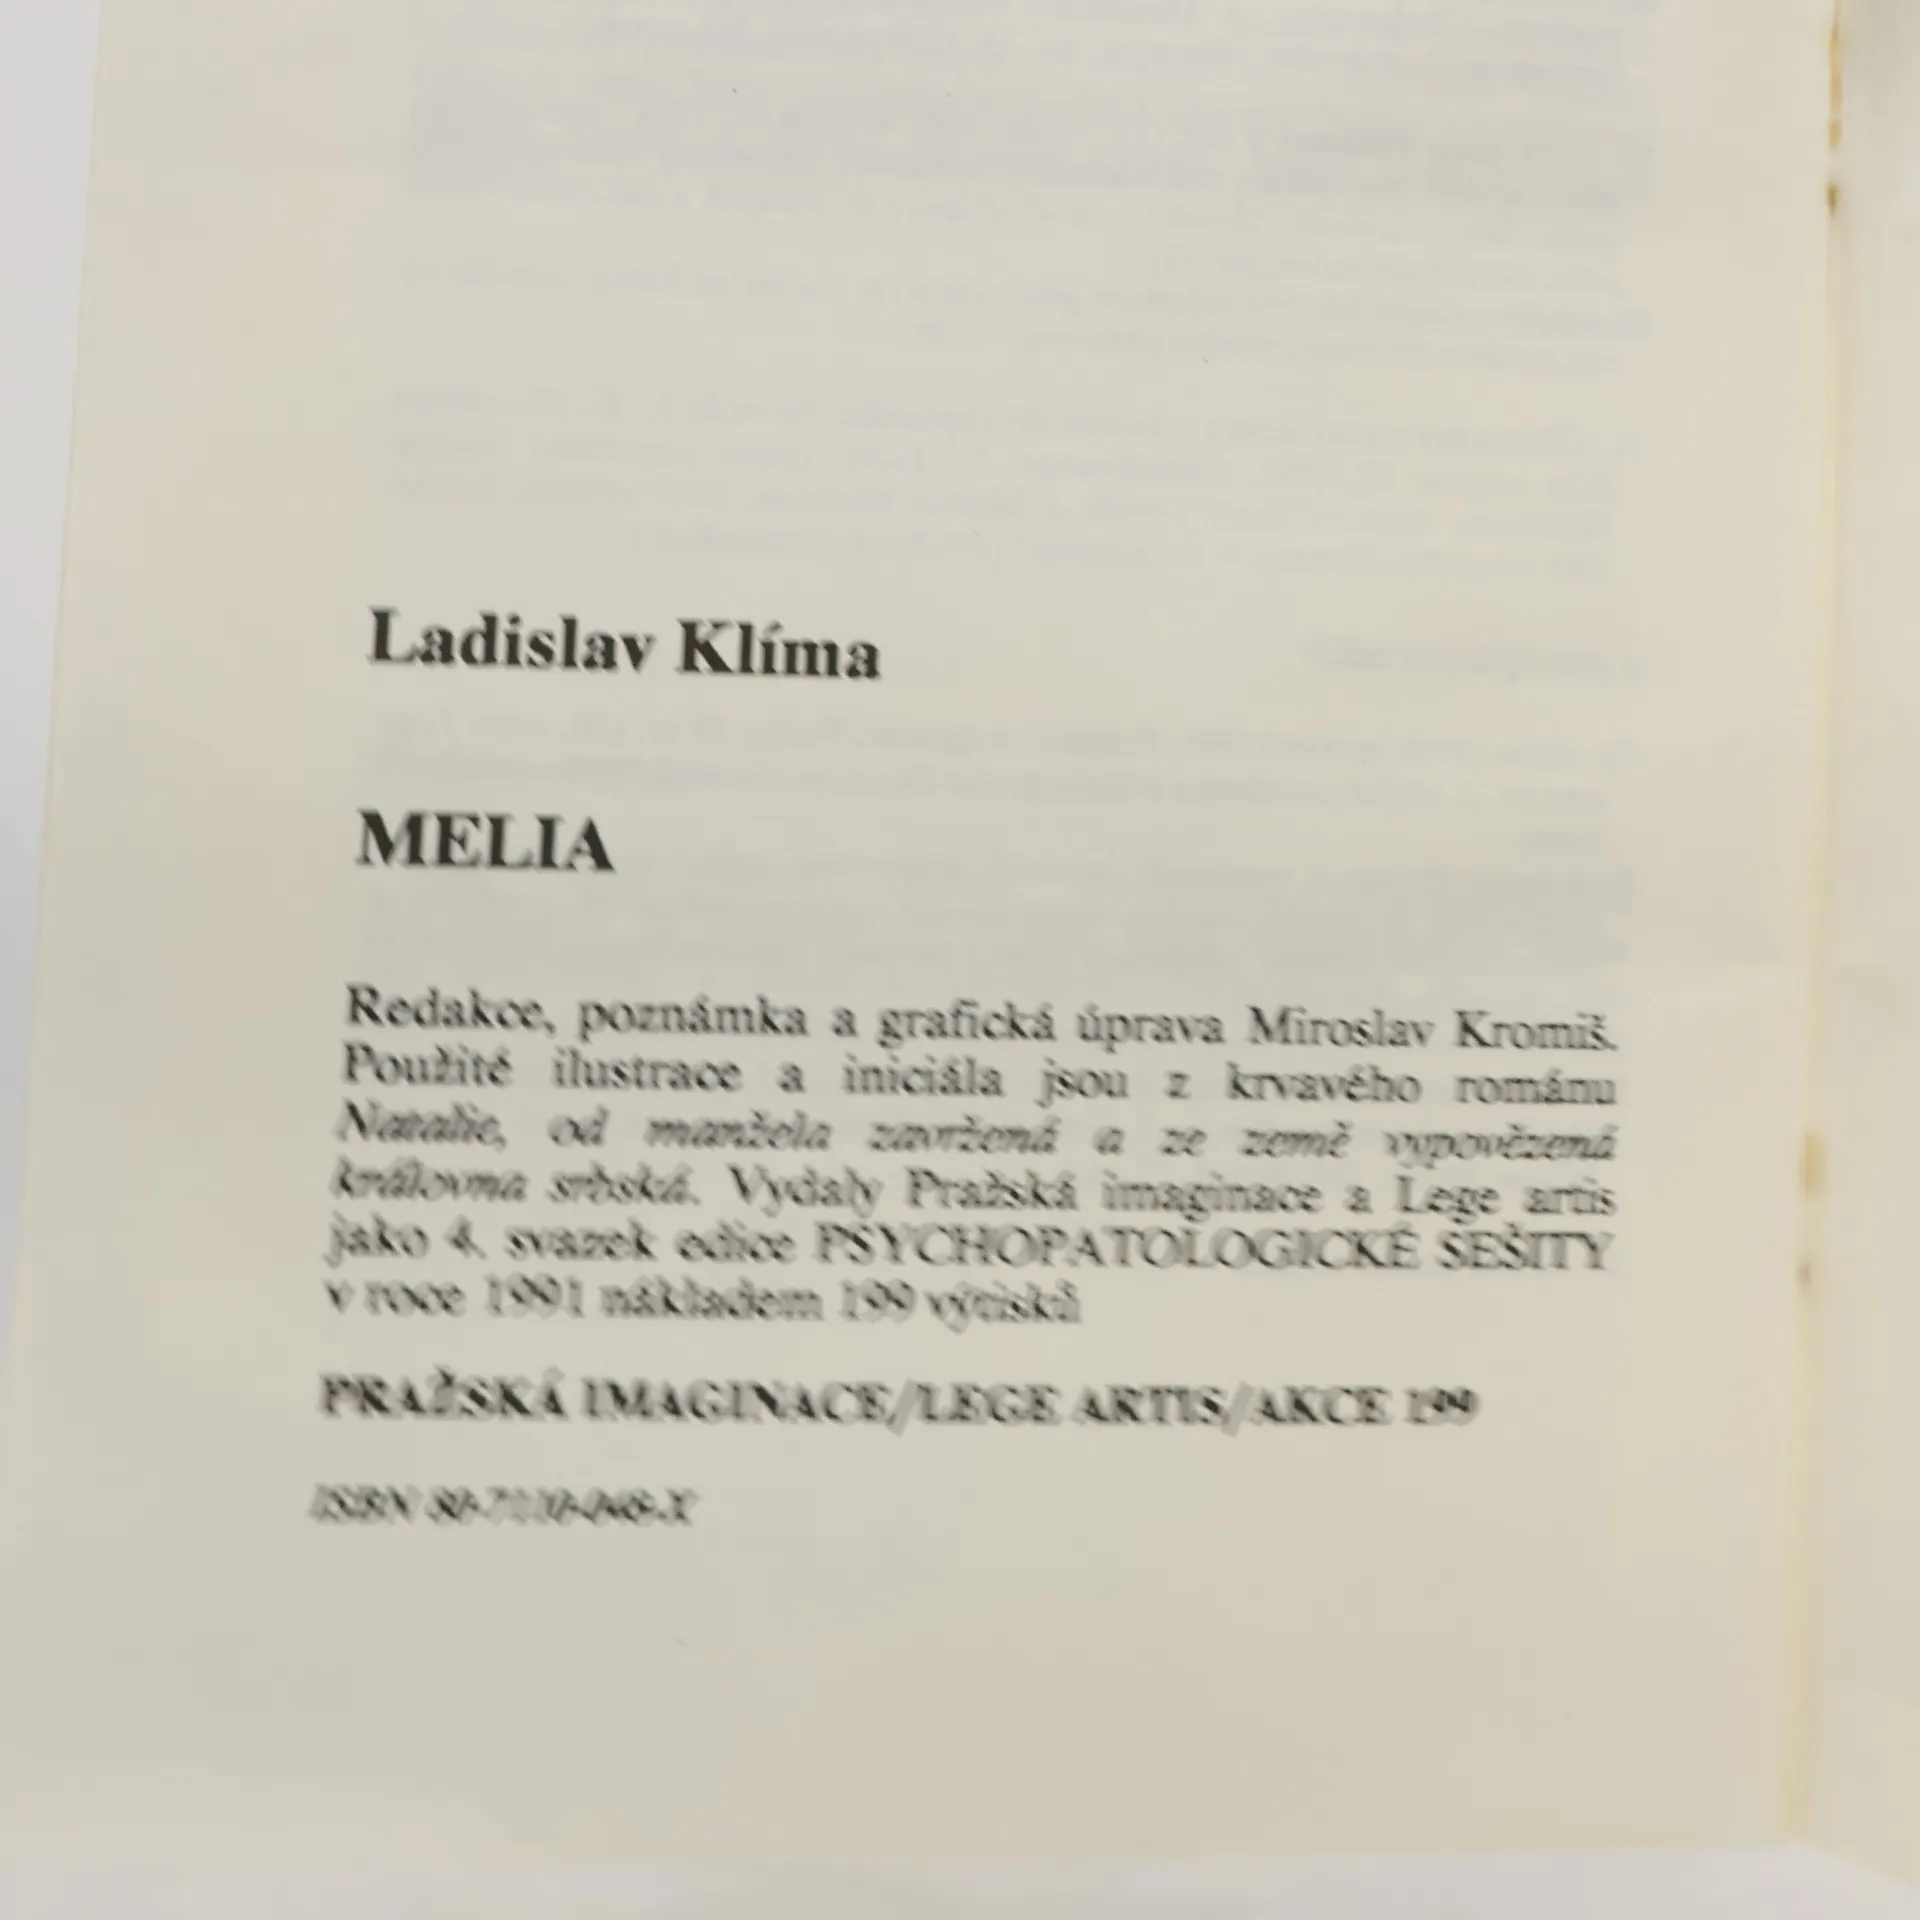 Ladislav Klíma
MELIA
Redakce, poznámka a grafická úprava Miroslav Kromiš.
Použité ilustrace a iniciála jsou z krvavého románu
Natalie, od manžela zavržená a ze země vypovězená
královna srbská. Vydaly Pražská imaginace a Lege artis
jako 4. svazek edice PSYCHOPATOLOGICKÉ SEŠITY
v roce 1991 nákladem 199 výtisků
PRAŽSKÁ IMAGINACE/LEGE ARTIS/AKCE 199
ISBN